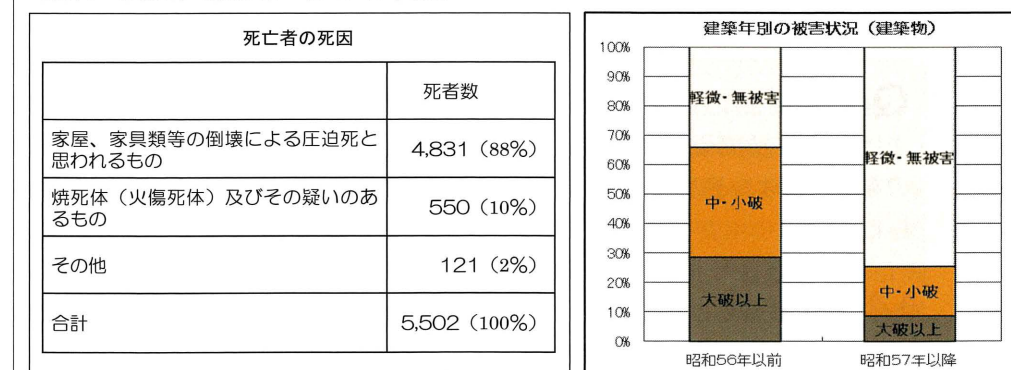 死亡者の死因
死者数
家屋、家具類等の倒壊による圧迫死と
思われるもの
4,831（88%）
焼死体（火傷死体）及びその疑いのあ
るもの
550（10%）
その他
121（2%）
合計
5,502（100%）
建築年別の被害状況（建築物）
100%
90%
80%
70%
60%
50%
40%
30%
20%
10%
0%
軽微・無被害
中・小破
大破以上
軽微・無被害
中・小破
大破以上
昭和56年以前
昭和57年以降